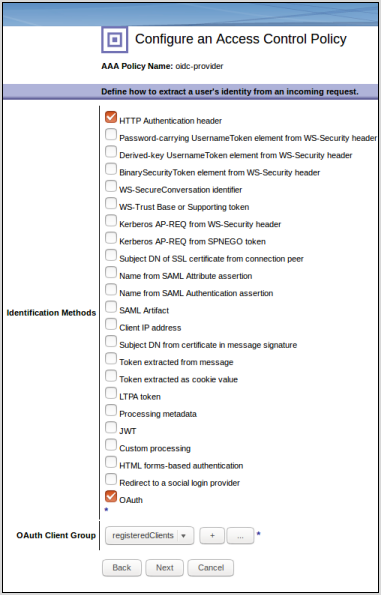 Configure an Access Control Policy
AAA Policy Name: oidc-provider
Define how to extract a user's identity from an incoming request.
Identification Methods
HTTP Authentication header
Password-carrying UsernameToken element from WS-Security header
Derived-key UsernameToken element from WS-Security header
BinarySecurityToken element from WS-Security header
WS-SecureConversation identifier
WS-Trust Base or Supporting token
Kerberos AP-REQ from WS-Security header
Kerberos AP-REQ from SPNEGO token
Subject DN of SSL certificate from connection peer
Name from SAML Attribute assertion
Name from SAML Authentication assertion
SAML Artifact
Client IP address
Subject DN from certificate in message signature
Token extracted from message
Token extracted as cookie value
LTPA token
Processing metadata
JWT
Custom processing
HTML forms-based authentication
Redirect to a social login provider
OAuth
*
OAuth Client Group registeredClients + ... *
Back Next Cancel